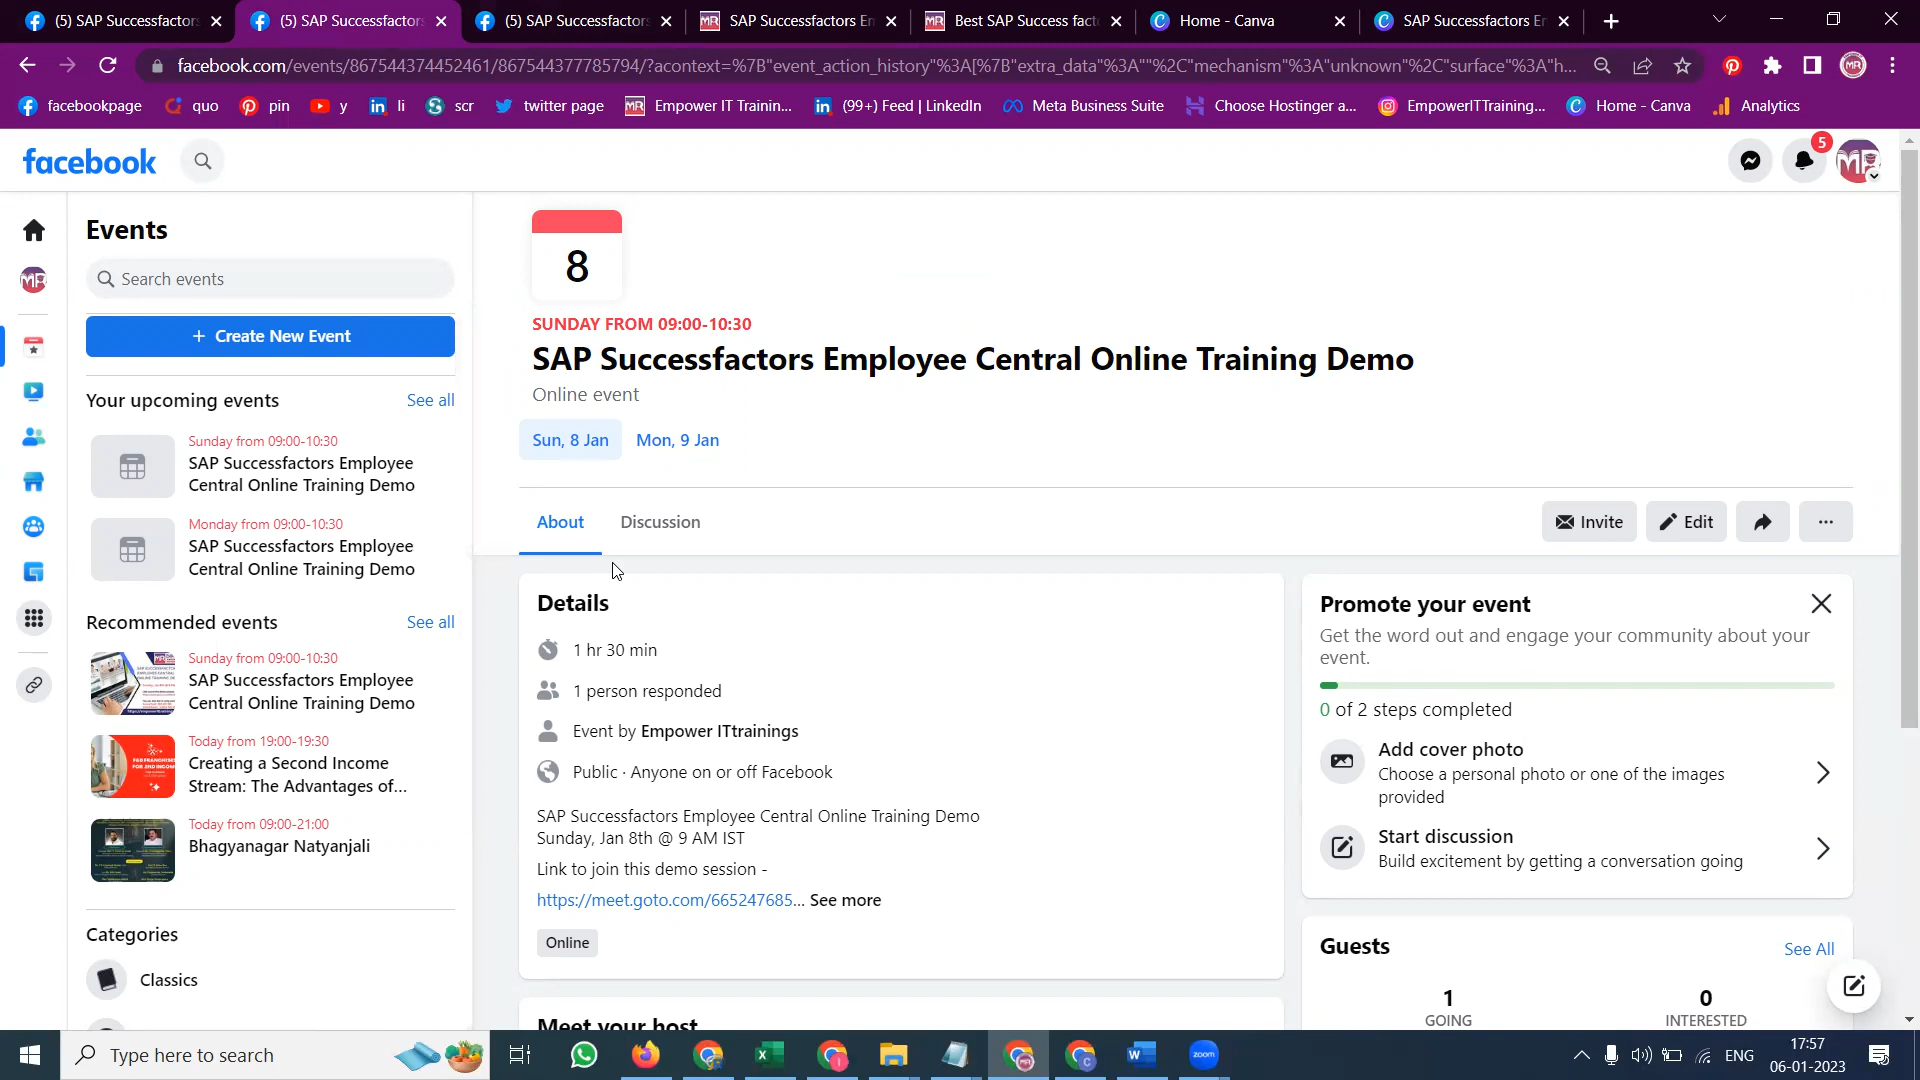 (5) SAP Successfactors
(5) SAP Successfactors
(5) SAP Successfactors
SAP Successfactors En
Best SAP Success fact
Home - Canva
SAP Successfactors En
facebook.com/events/867544374452461/867544377785794/?acontext=%7B"event_action_history"%3A[%7B"extra_data"%3A""%2C"mechanism"%3A"unknown"%2C"surface"%3A"h...
facebookpage
quo
pin
y
li
scr
twitter page
Empower IT Trainin...
(99+) Feed | LinkedIn
Meta Business Suite
Choose Hostinger a...
EmpowerITTraining...
Home - Canva
Analytics
facebook
5
Events
Search events
+ Create New Event
Your upcoming events
See all
Sunday from 09:00-10:30
SAP Successfactors Employee
Central Online Training Demo
Monday from 09:00-10:30
SAP Successfactors Employee
Central Online Training Demo
Recommended events
See all
Sunday from 09:00-10:30
SAP Successfactors Employee
Central Online Training Demo
Today from 19:00-19:30
Creating a Second Income
Stream: The Advantages of...
Today from 09:00-21:00
Bhagyanagar Natyanjali
Categories
Classics
8
SUNDAY FROM 09:00-10:30
SAP Successfactors Employee Central Online Training Demo
Online event
Sun, 8 Jan
Mon, 9 Jan
About
Discussion
Invite
Edit
Details
1 hr 30 min
1 person responded
Event by Empower ITtrainings
Public · Anyone on or off Facebook
SAP Successfactors Employee Central Online Training Demo
Sunday, Jan 8th @ 9 AM IST
Link to join this demo session -
https://meet.goto.com/665247685... See more
Online
Meet your host
Promote your event
Get the word out and engage your community about your
event.
0 of 2 steps completed
Add cover photo
Choose a personal photo or one of the images
provided
Start discussion
Build excitement by getting a conversation going
Guests
See All
1
GOING
0
INTERESTED
Type here to search
zoom
ENG
17:57
06-01-2023